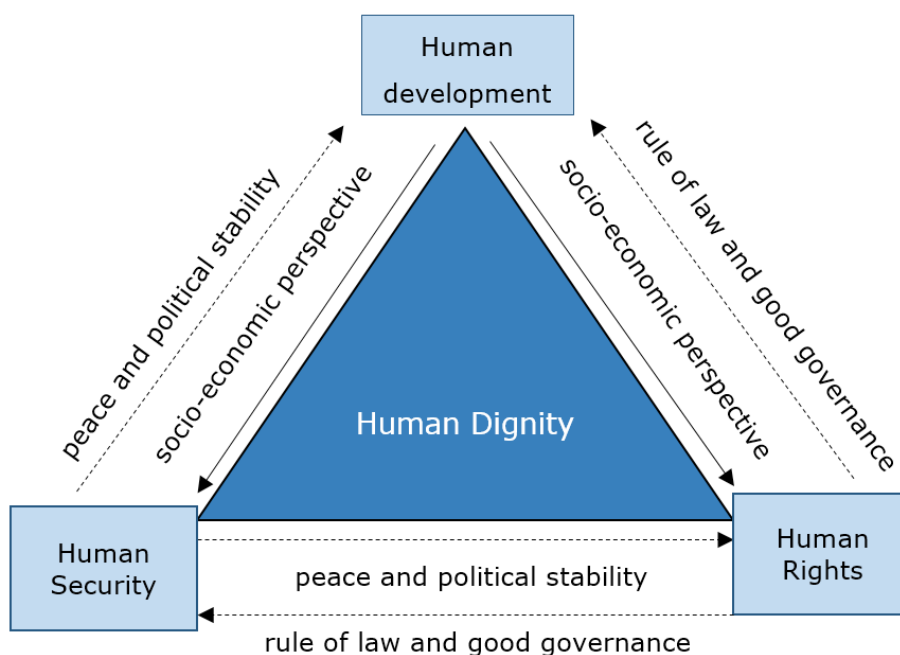 Human
development
peace and political stability
socio-economic perspective
socio-economic perspective
rule of law and good governance
Human Dignity
Human
Security
Human
Rights
peace and political stability
rule of law and good governance